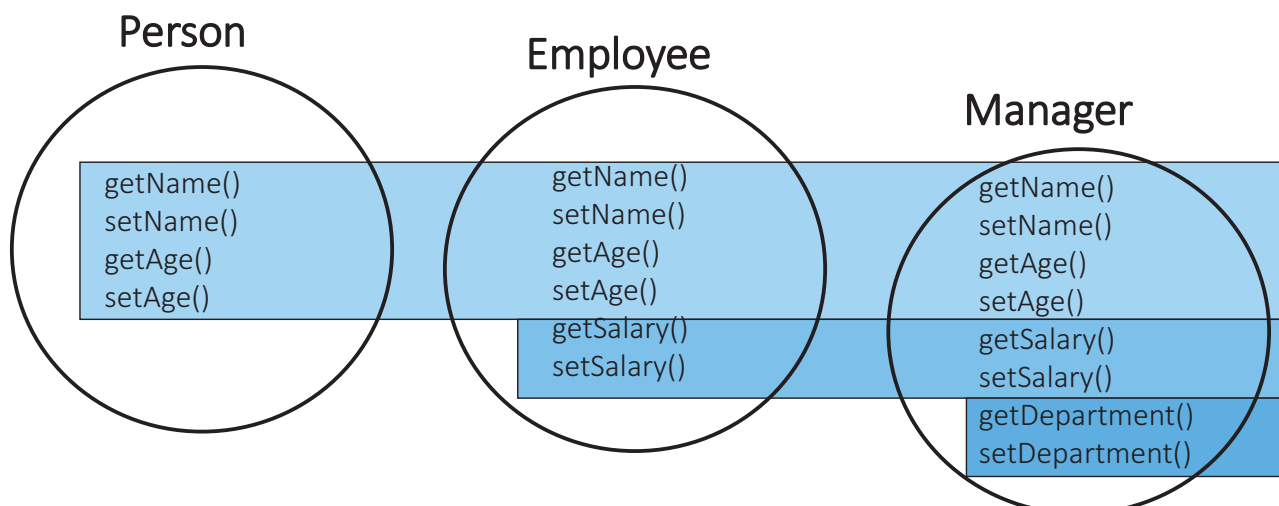 Person
getName()
setName()
getAge()
setAge()
Employee
getName()
setName()
getAge()
setAge()
getSalary()
setSalary()
Manager
getName()
setName()
getAge()
setAge()
getSalary()
setSalary()
getDepartment()
setDepartment()